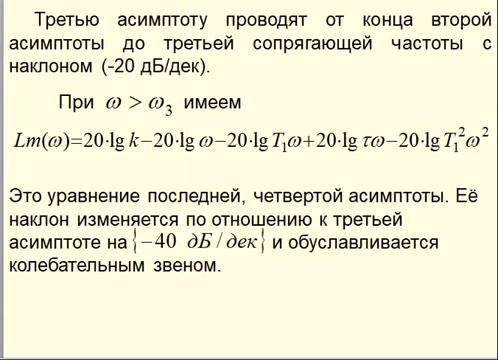 Третью асимптоту проводят от конца второй
асимптоты до третьей сопрягающей частоты с
наклоном (-20 дБ/дек).
При ω > ω₃ имеем
Lm(ω)=20·lg k−20·lg ω−20·lg T₁ω+20·lg τω−20·lg T₁²ω²
Это уравнение последней, четвертой асимптоты. Её
наклон изменяется по отношению к третьей
асимптоте на {−40 дБ/дек} и обуславливается
колебательным звеном.